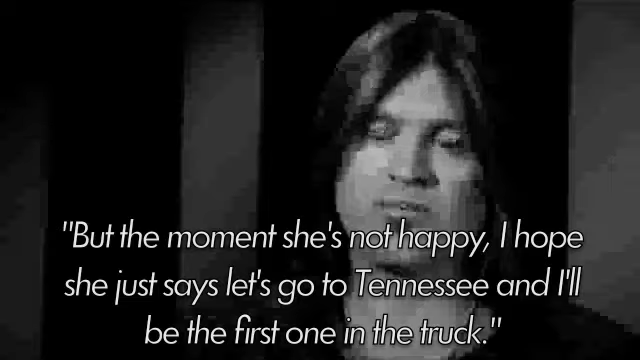 "But the moment she's not happy, I hope
she just says let's go to Tennessee and I'll
be the first one in the truck."